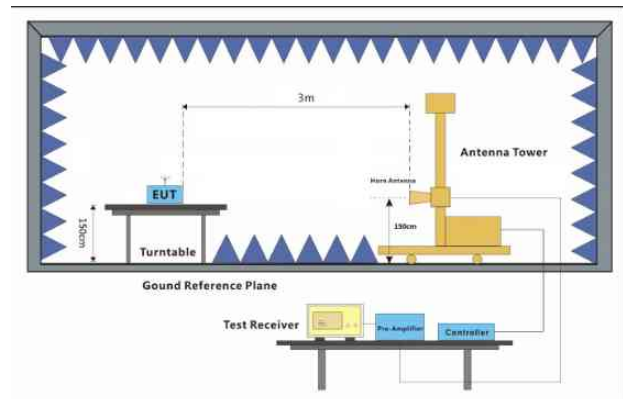 3m
Antenna Tower
Horn Antenna
EUT
150cm
150cm
Turntable
Gound Reference Plane
Test Receiver
Pre-Amplifier
Controller